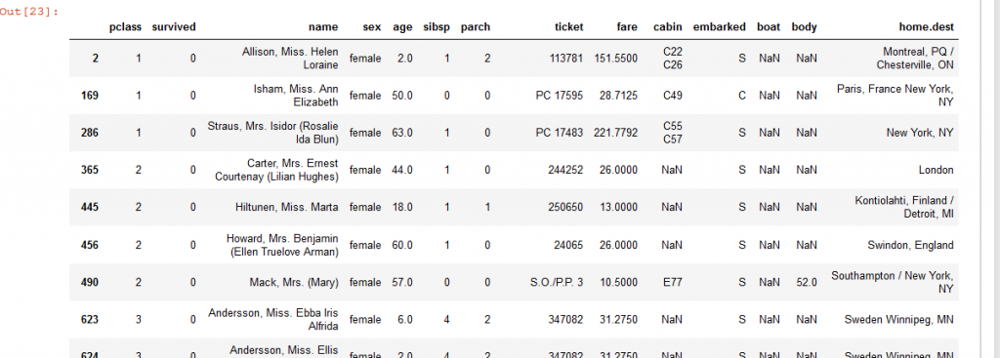 Out[23]:
pclass survived name sex age sibsp parch ticket fare cabin embarked boat body home.dest
2 1 0 Allison, Miss. Helen Loraine female 2.0 1 2 113781 151.5500 C22 C26 S NaN NaN Montreal, PQ / Chesterville, ON
169 1 0 Isham, Miss. Ann Elizabeth female 50.0 0 0 PC 17595 28.7125 C49 C NaN NaN Paris, France New York, NY
286 1 0 Straus, Mrs. Isidor (Rosalie Ida Blun) female 63.0 1 0 PC 17483 221.7792 C55 C57 S NaN NaN New York, NY
365 2 0 Carter, Mrs. Ernest Courtenay (Lilian Hughes) female 44.0 1 0 244252 26.0000 NaN S NaN NaN London
445 2 0 Hiltunen, Miss. Marta female 18.0 1 1 250650 13.0000 NaN S NaN NaN Kontiolahti, Finland / Detroit, MI
456 2 0 Howard, Mrs. Benjamin (Ellen Truelove Arman) female 60.0 1 0 24065 26.0000 NaN S NaN NaN Swindon, England
490 2 0 Mack, Mrs. (Mary) female 57.0 0 0 S.O./P.P. 3 10.5000 E77 S NaN 52.0 Southampton / New York, NY
623 3 0 Andersson, Miss. Ebba Iris Alfrida female 6.0 4 2 347082 31.2750 NaN S NaN NaN Sweden Winnipeg, MN
624 3 0 Andersson, Miss. Ellis female 2.0 4 2 347082 31.2750 NaN S NaN NaN Sweden Winnipeg, MN